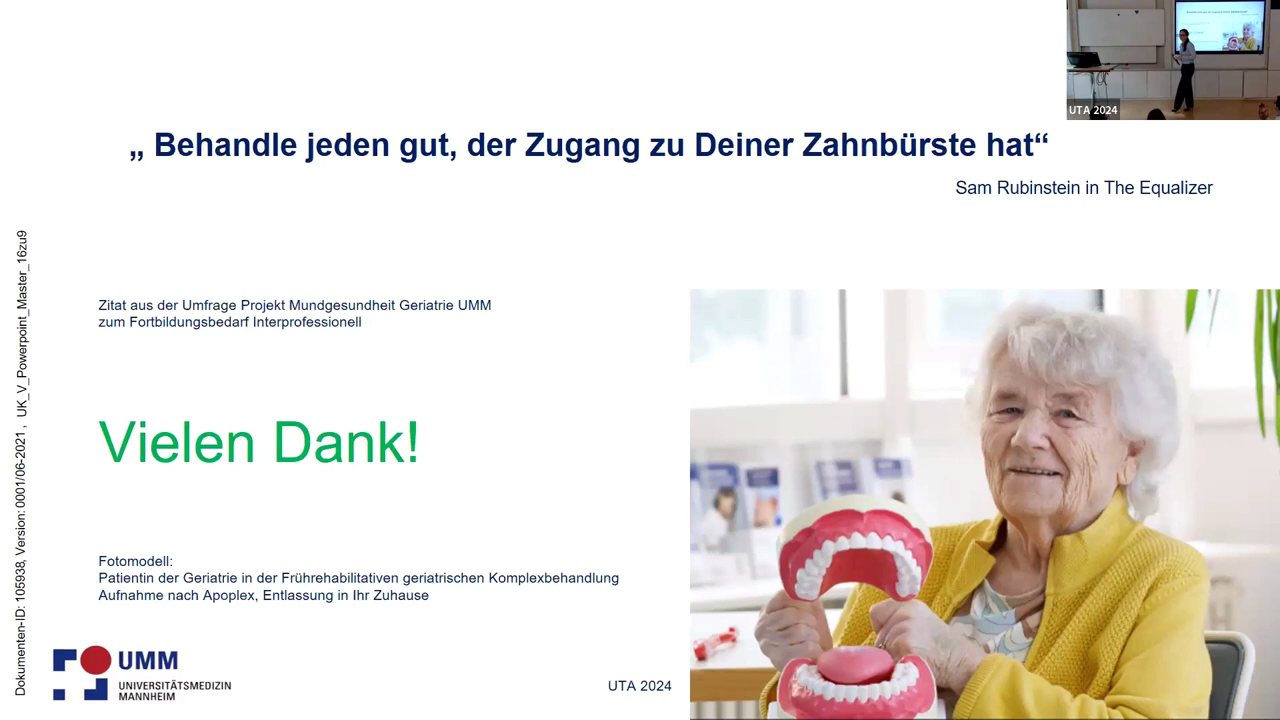 „ Behandle jeden gut, der Zugang zu Deiner Zahnbürste hat“
Sam Rubinstein in The Equalizer
Zitat aus der Umfrage Projekt Mundgesundheit Geriatrie UMM
zum Fortbildungsbedarf Interprofessionell
Vielen Dank!
Fotomodell:
Patientin der Geriatrie in der Frührehabilitativen geriatrischen Komplexbehandlung
Aufnahme nach Apoplex, Entlassung in Ihr Zuhause
UMM
UNIVERSITÄTSMEDIZIN
MANNHEIM
UTA 2024
Dokumenten-ID: 105938, Version: 0001/06-2021 , UK_V_Powerpoint_Master_16zu9
UTA 2024